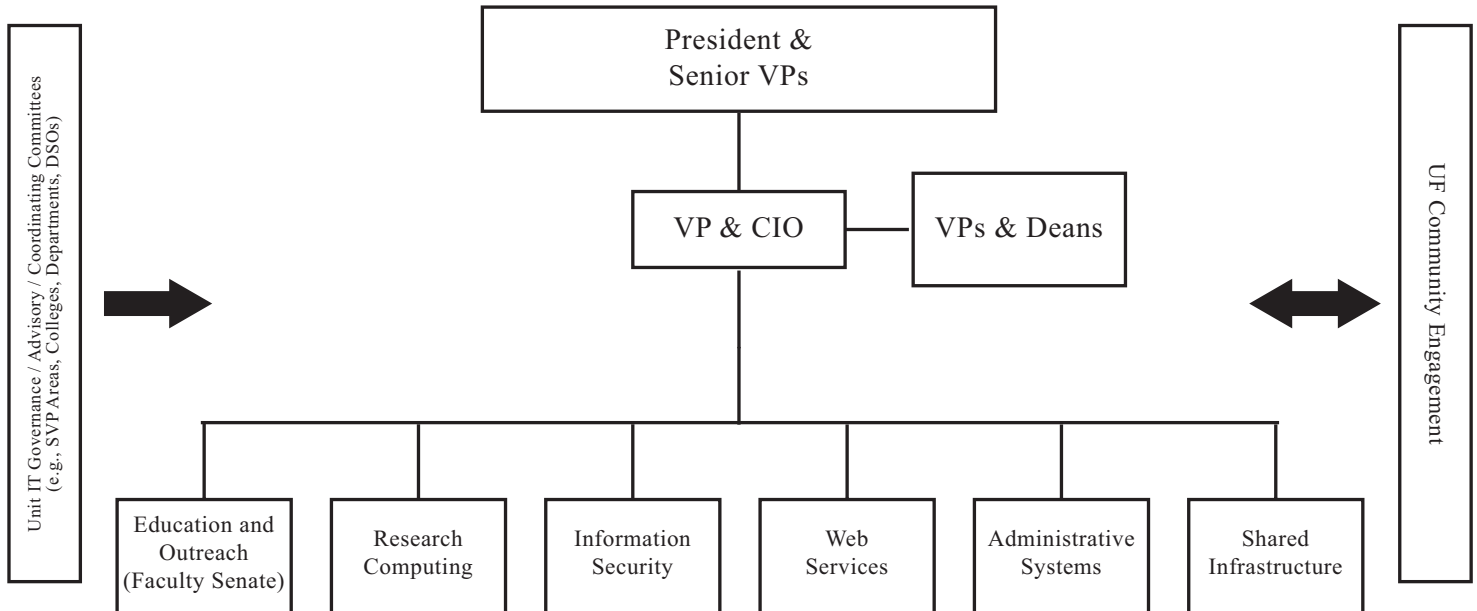 Unit IT Governance / Advisory / Coordinating Committees
(e.g., SVP Areas, Colleges, Departments, DSOs)
President &
Senior VPs
VP & CIO
VPs & Deans
UF Community Engagement
Education and
Outreach
(Faculty Senate)
Research
Computing
Information
Security
Web
Services
Administrative
Systems
Shared
Infrastructure